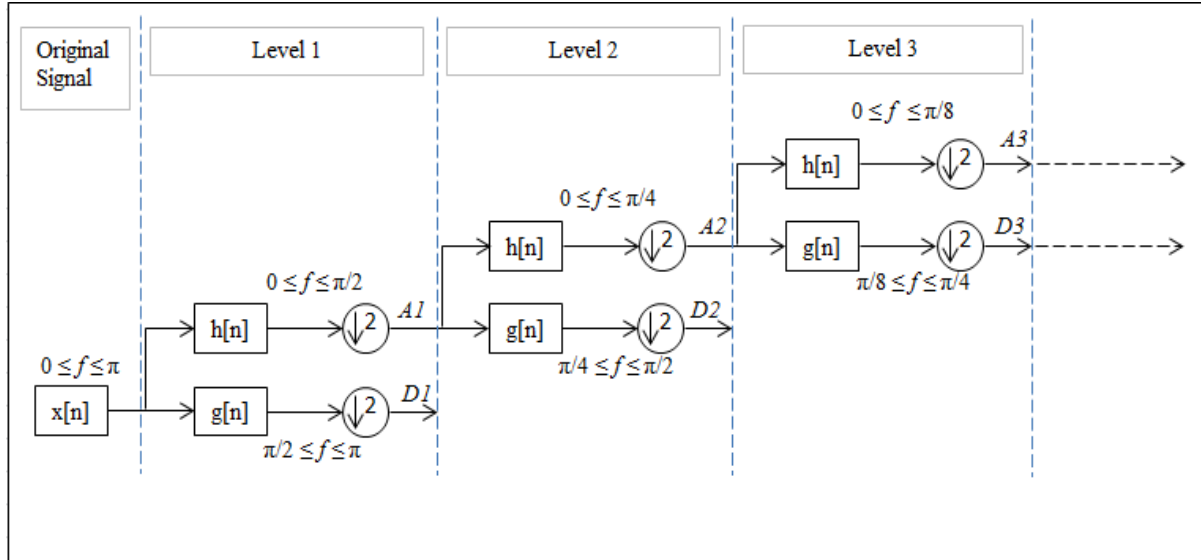 Original
Signal
Level 1
Level 2
Level 3
0 ≤ f ≤ π/8
A3
h[n]
↓2
0 ≤ f ≤ π/4
A2
D3
h[n]
↓2
g[n]
↓2
π/8 ≤ f ≤ π/4
0 ≤ f ≤ π/2
A1
D2
h[n]
↓2
g[n]
↓2
π/4 ≤ f ≤ π/2
0 ≤ f ≤ π
D1
x[n]
g[n]
↓2
π/2 ≤ f ≤ π